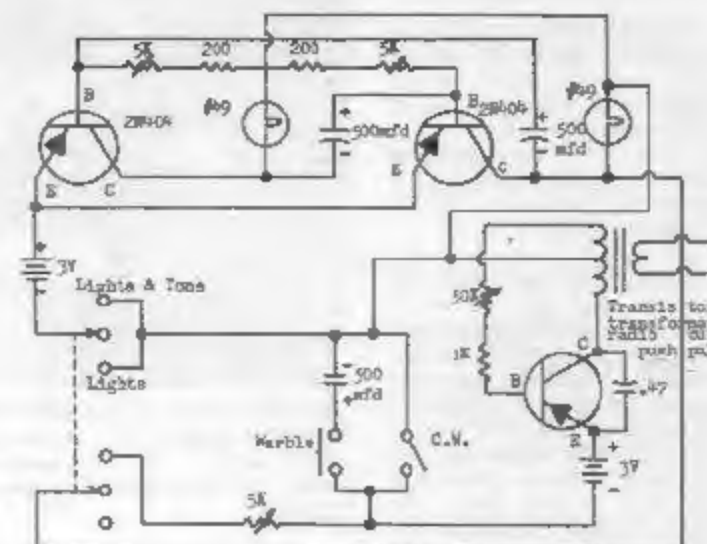 5K 200 200 5K
B
2N404
#49
500mfd
B
2N404
500
mfd
#49
E C
E C
3V
Lights & Tone
Lights
500
mfd
Warble
C.W.
50K
1K
B
C
E
.47
3V
5K
push